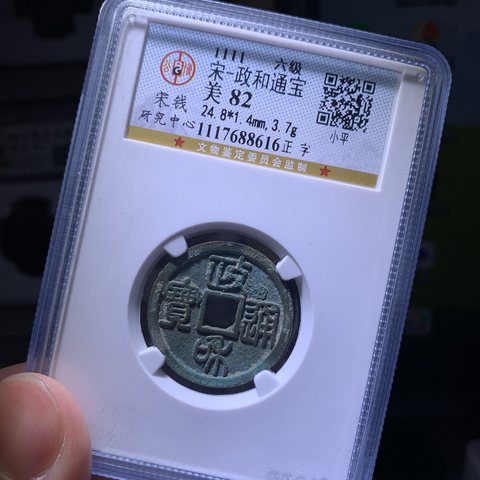 1111 六级
宋-政和通宝
美 82
24.8*1.4mm,3.7g
宋钱
研究中心
1117688616 正字
小平
文物鉴定委员会监制
政和通寳